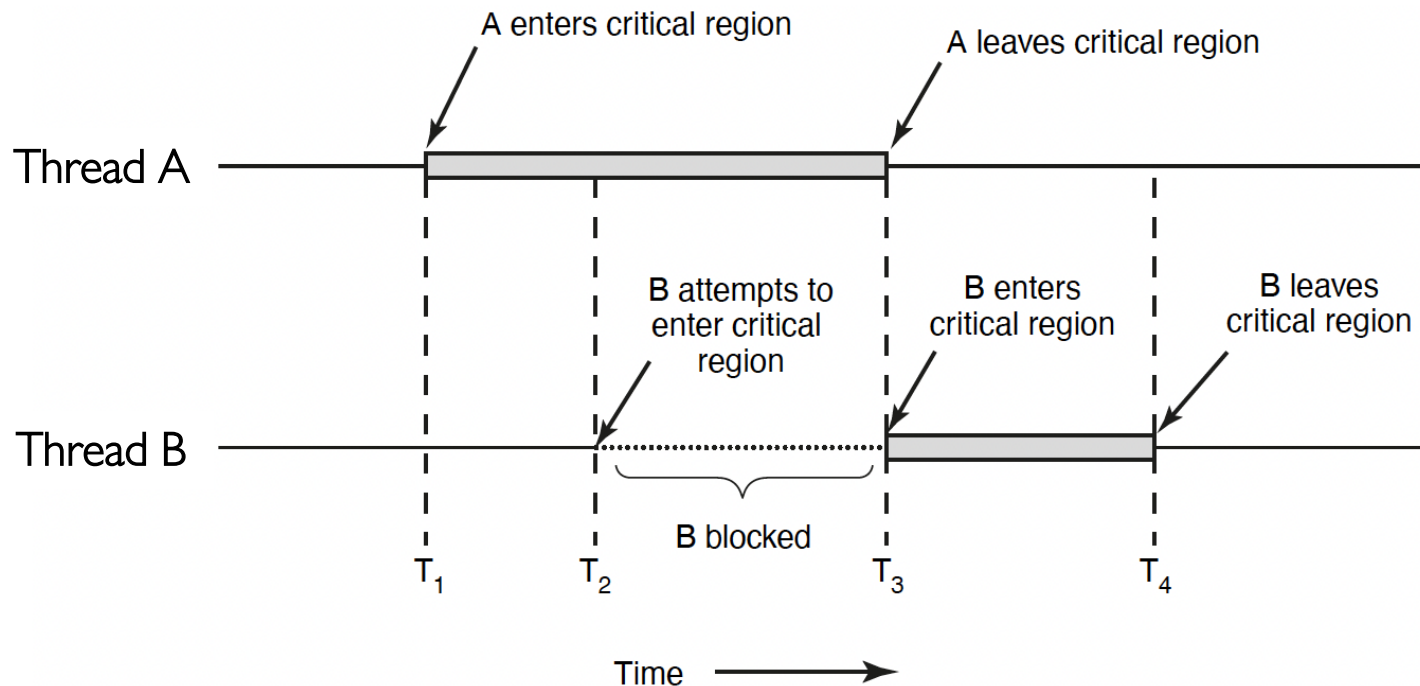 A enters critical region
A leaves critical region
Thread A
B attempts to
enter critical
region
B enters
critical region
B leaves
critical region
Thread B
B blocked
T1
T2
T3
T4
Time